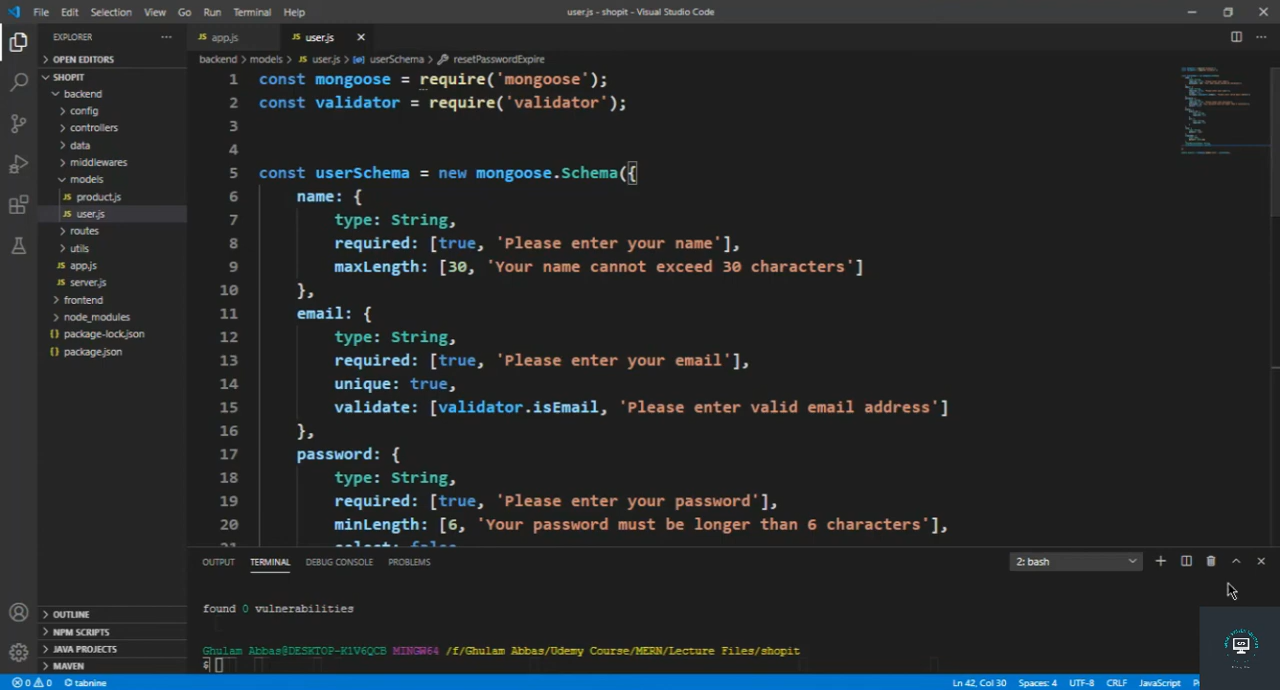 File Edit Selection View Go Run Terminal Help
user.js - shopit - Visual Studio Code
EXPLORER
OPEN EDITORS
SHOPIT
backend
config
controllers
data
middlewares
models
JS product.js
JS user.js
routes
utils
JS app.js
JS server.js
frontend
node_modules
{} package-lock.json
{} package.json
OUTLINE
NPM SCRIPTS
JAVA PROJECTS
MAVEN
JS app.js
JS user.js
backend > models > JS user.js > userSchema > resetPasswordExpire
1 const mongoose = require('mongoose');
2 const validator = require('validator');
3
4
5 const userSchema = new mongoose.Schema({
6 name: {
7 type: String,
8 required: [true, 'Please enter your name'],
9 maxLength: [30, 'Your name cannot exceed 30 characters']
10 },
11 email: {
12 type: String,
13 required: [true, 'Please enter your email'],
14 unique: true,
15 validate: [validator.isEmail, 'Please enter valid email address']
16 },
17 password: {
18 type: String,
19 required: [true, 'Please enter your password'],
20 minLength: [6, 'Your password must be longer than 6 characters'],
21 select: false
OUTPUT TERMINAL DEBUG CONSOLE PROBLEMS
2: bash
found 0 vulnerabilities
Ghulam Abbas@DESKTOP-K1V6QCB MINGW64 /f/Ghulam Abbas/Udemy Course/MERN/Lecture Files/shopit
$
0 0 tabnine
Ln 42, Col 30 Spaces: 4 UTF-8 CRLF JavaScript